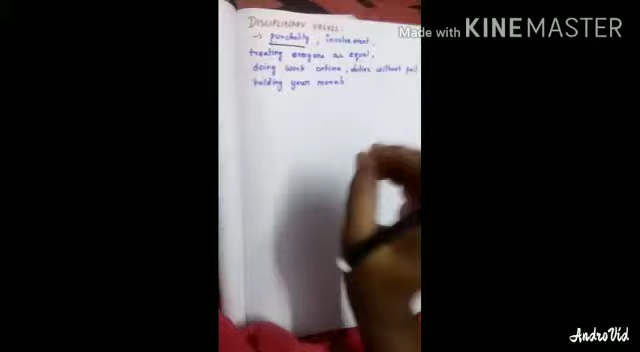 DISCIPLINARY VALUES:
-> punctuality, involvement,
treating everyone as equal,
doing work ontime, duties without fail
holding your morals
Made with KINEMASTER
AndroVid